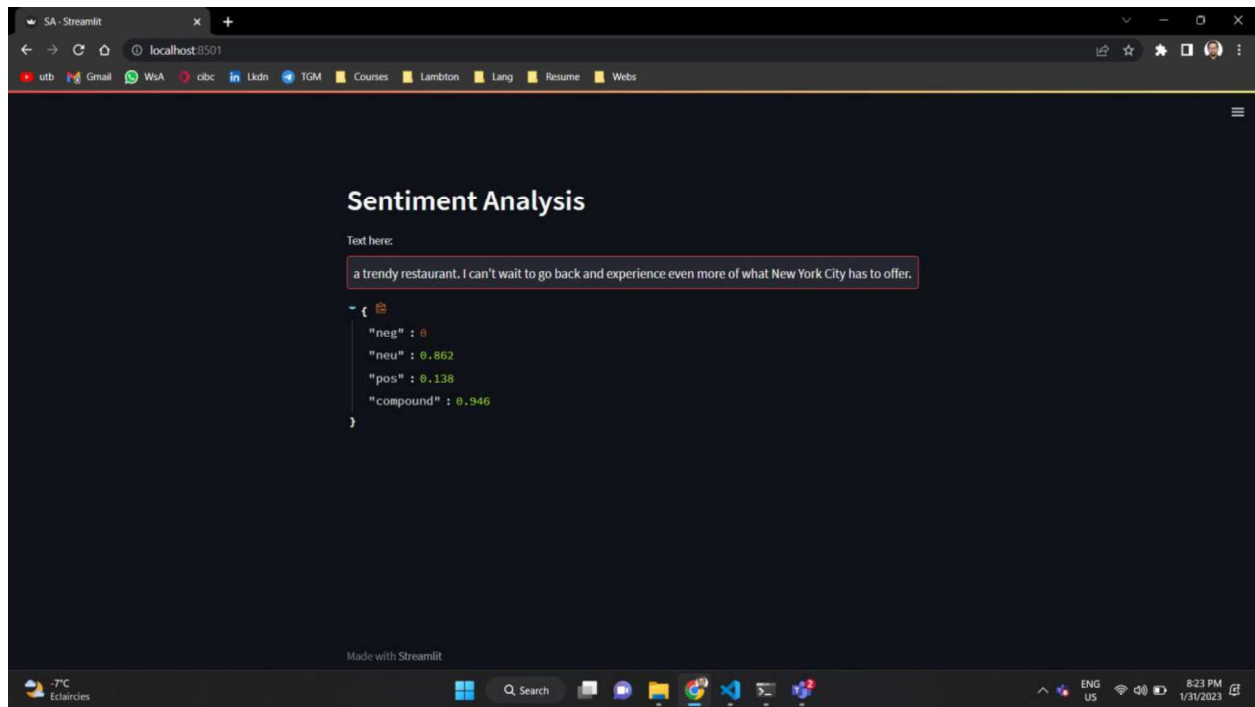 SA - Streamlit
localhost:8501
utb Gmail WsA cibc Lkdn TGM Courses Lambton Lang Resume Webs
Sentiment Analysis
Text here:
a trendy restaurant. I can't wait to go back and experience even more of what New York City has to offer.
{
"neg" : 0
"neu" : 0.862
"pos" : 0.138
"compound" : 0.946
}
Made with Streamlit
-7°C
Eclaircies
Search
2
ENG
US
8:23 PM
1/31/2023